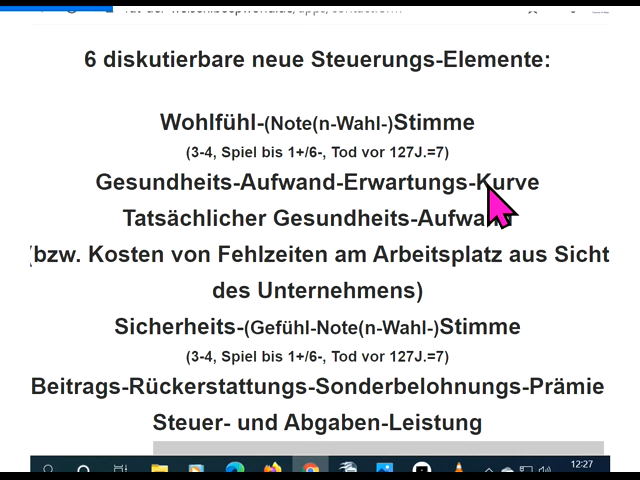 6 diskutierbare neue Steuerungs-Elemente:
Wohlfühl-(Note(n-Wahl-)Stimme
(3-4, Spiel bis 1+/6-, Tod vor 127J.=7)
Gesundheits-Aufwand-Erwartungs-Kurve
Tatsächlicher Gesundheits-Aufwand
(bzw. Kosten von Fehlzeiten am Arbeitsplatz aus Sicht
des Unternehmens)
Sicherheits-(Gefühl-Note(n-Wahl-)Stimme
(3-4, Spiel bis 1+/6-, Tod vor 127J.=7)
Beitrags-Rückerstattungs-Sonderbelohnungs-Prämie
Steuer- und Abgaben-Leistung
12:27